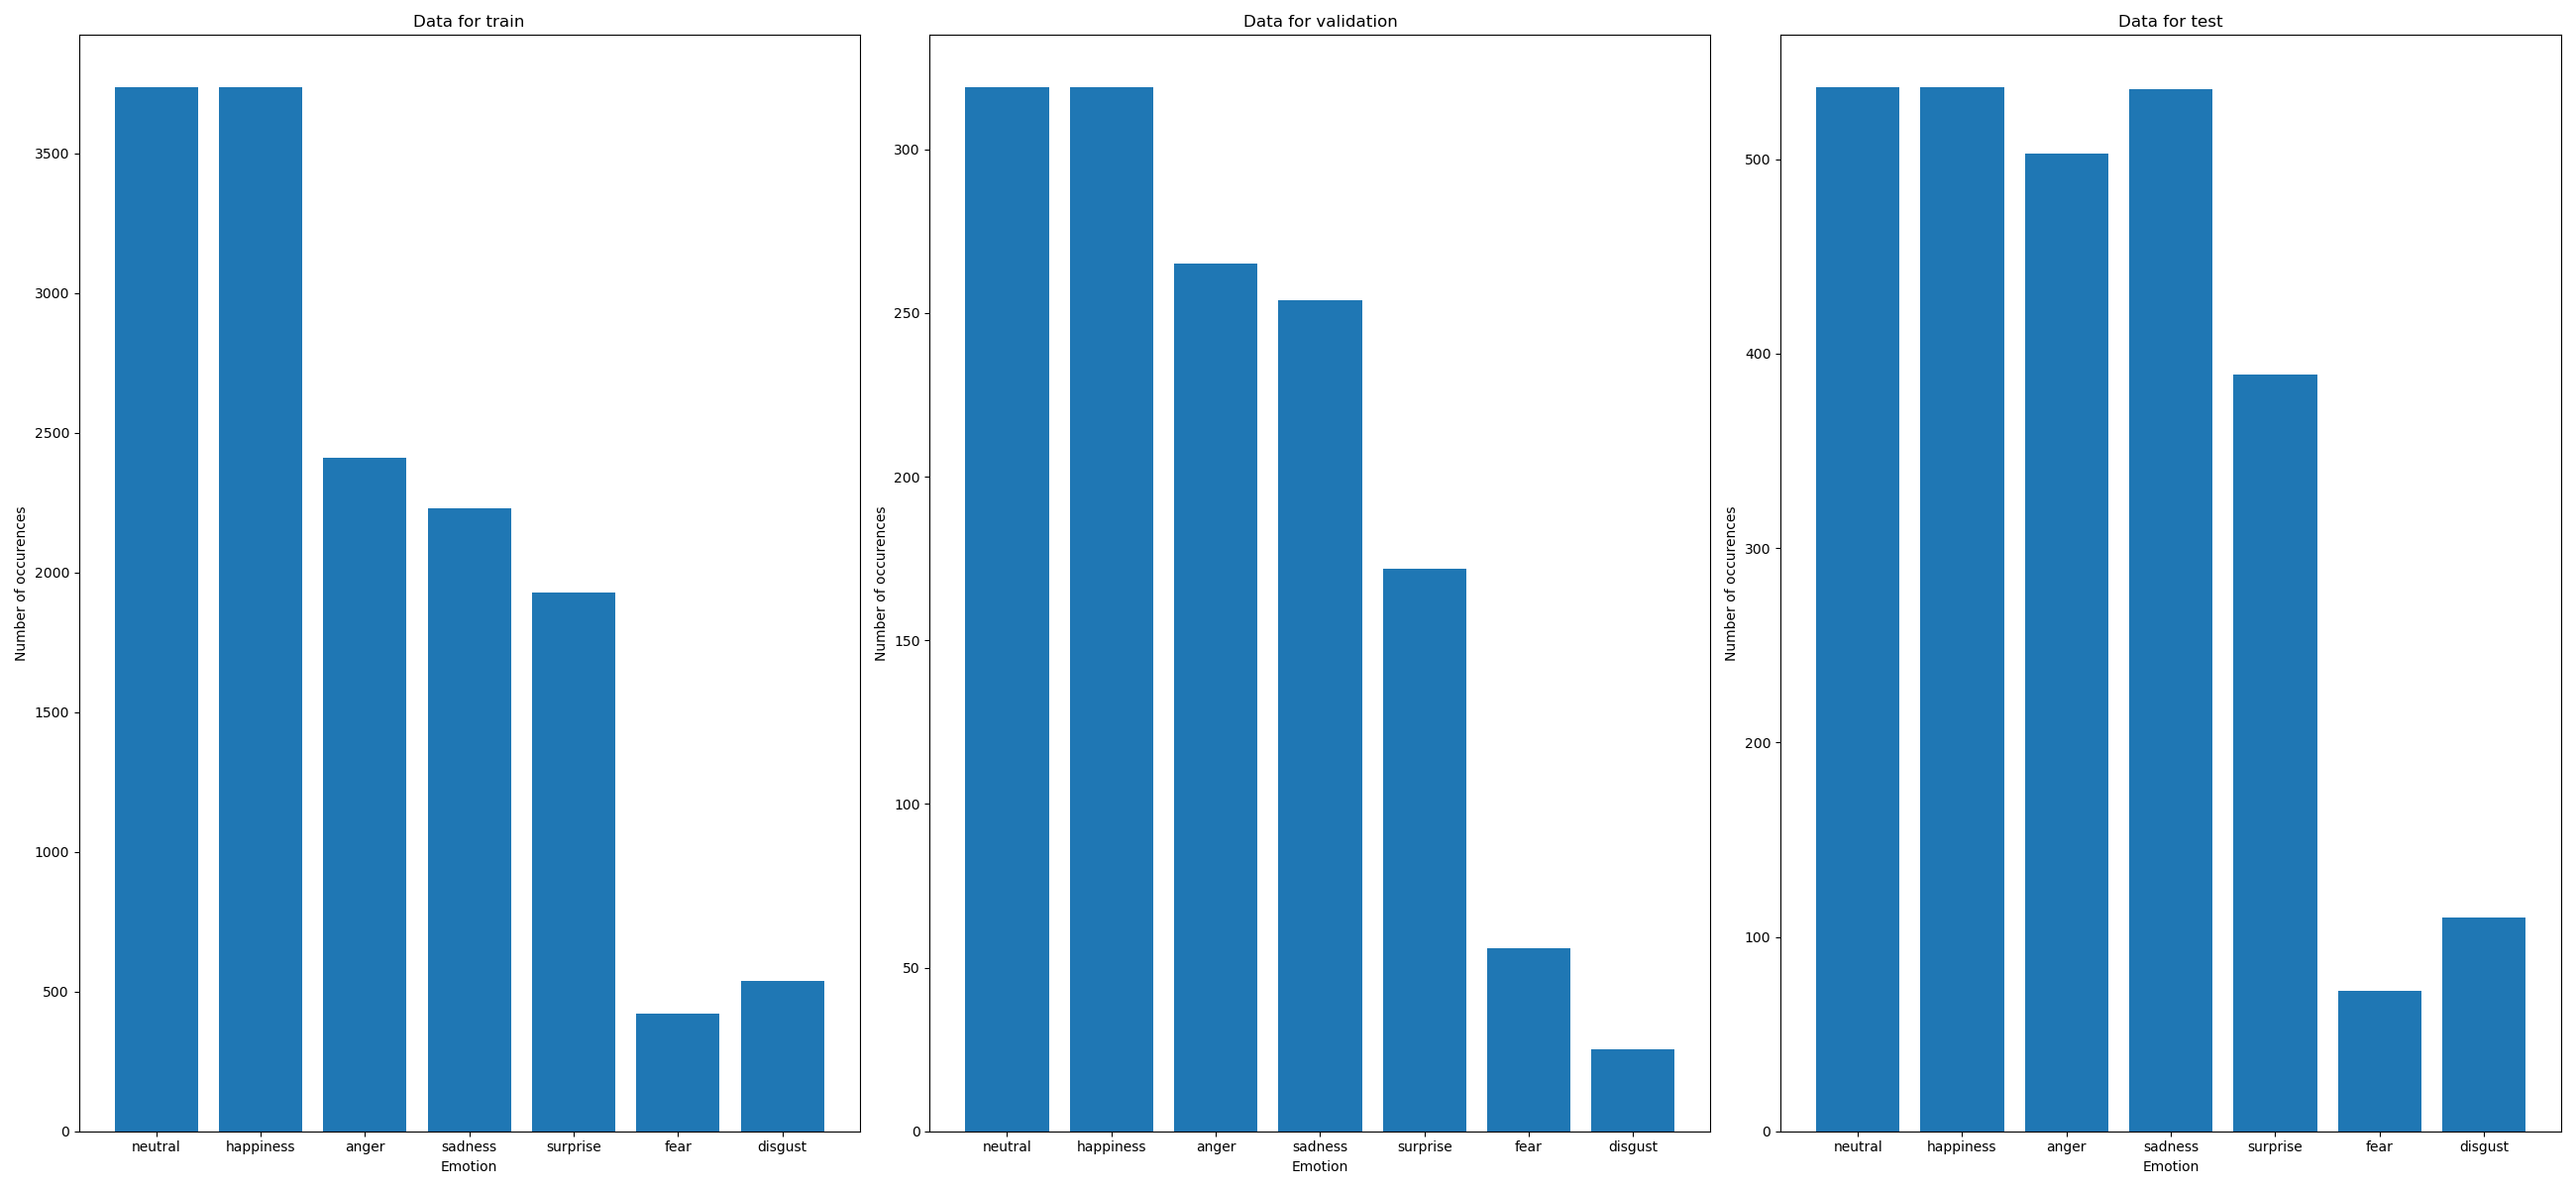 Data for train
Number of occurences
3500
3000
2500
2000
1500
1000
500
0
neutral happiness anger sadness surprise fear disgust
Emotion
Data for validation
Number of occurences
300
250
200
150
100
50
0
neutral happiness anger sadness surprise fear disgust
Emotion
Data for test
Number of occurences
500
400
300
200
100
0
neutral happiness anger sadness surprise fear disgust
Emotion